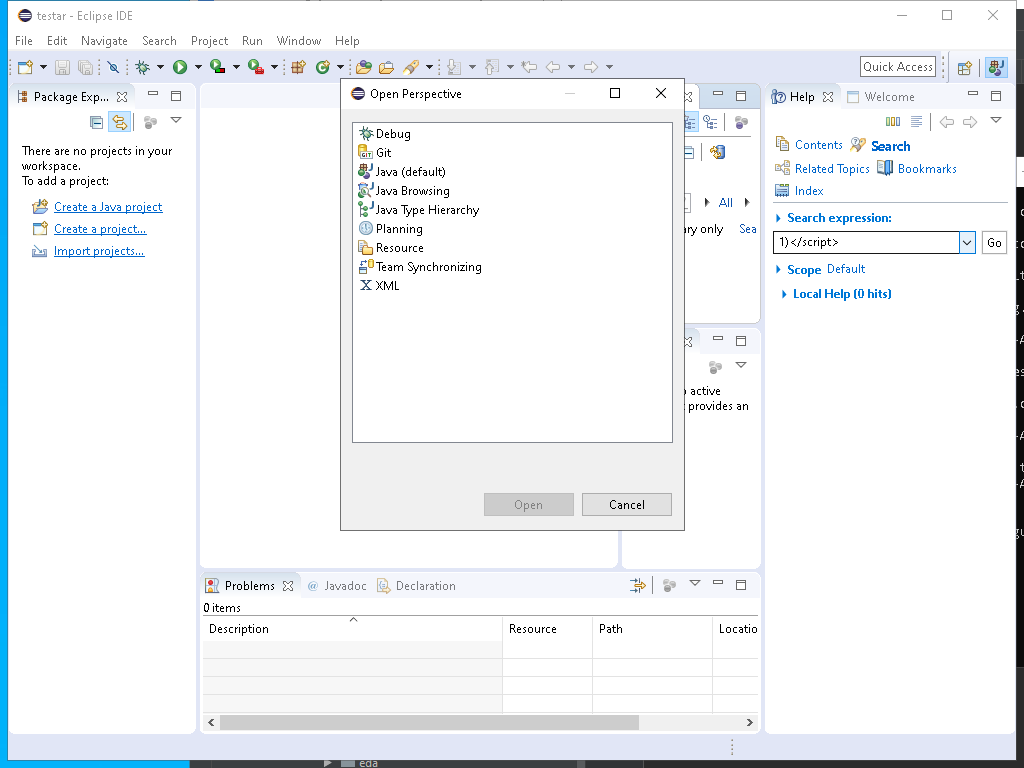 testar - Eclipse IDE
File Edit Navigate Search Project Run Window Help
Quick Access
Package Exp...
There are no projects in your
workspace.
To add a project:
Create a Java project
Create a project...
Import projects...
Open Perspective
Debug
Git
Java (default)
Java Browsing
Java Type Hierarchy
Planning
Resource
Team Synchronizing
XML
Open Cancel
All
ry only Sea
active
provides an
Help Welcome
Contents Search
Related Topics Bookmarks
Index
Search expression:
1)</script> Go
Scope Default
Local Help (0 hits)
Problems @ Javadoc Declaration
0 items
Description Resource Path Locatio
eda